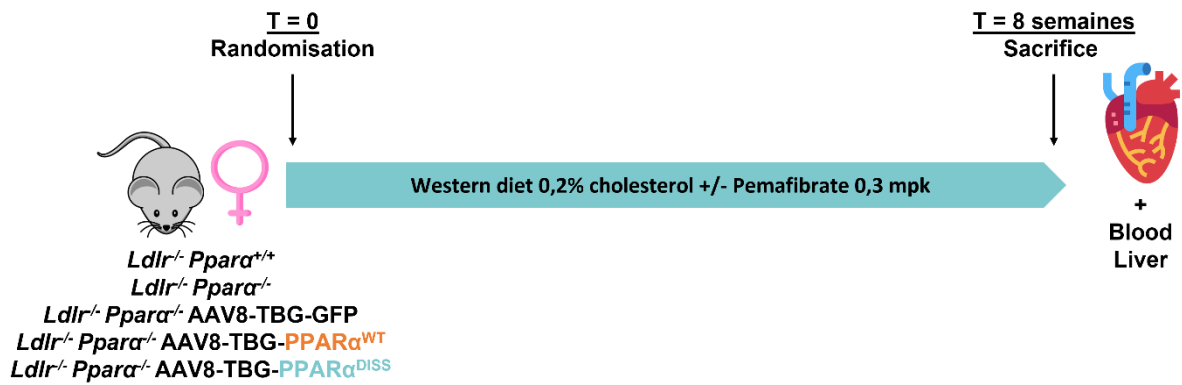 T = 0
Randomisation
T = 8 semaines
Sacrifice
Western diet 0,2% cholesterol +/- Pemafibrate 0,3 mpk
+
Blood
Liver
Ldlr-/- Pparα+/+
Ldlr-/- Pparα-/-
Ldlr-/- Pparα-/- AAV8-TBG-GFP
Ldlr-/- Pparα-/- AAV8-TBG-PPARαWT
Ldlr-/- Pparα-/- AAV8-TBG-PPARαDISS